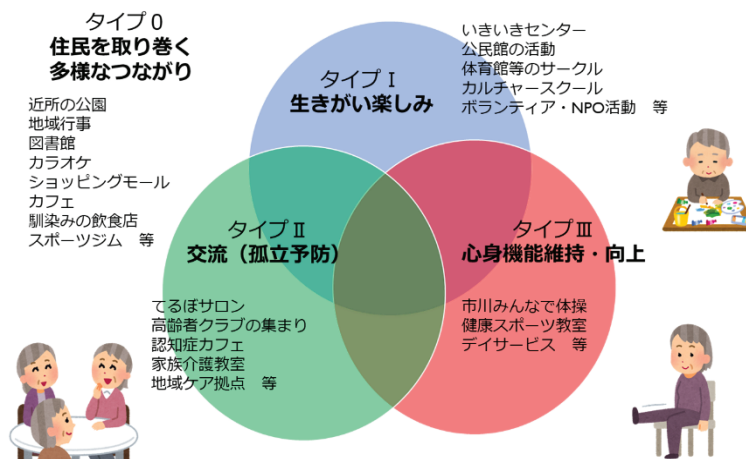 タイプ0
住民を取り巻く
多様なつながり
近所の公園
地域行事
図書館
カラオケ
ショッピングモール
カフェ
馴染みの飲食店
スポーツジム　等
タイプⅠ
生きがい楽しみ
いきいきセンター
公民館の活動
体育館等のサークル
カルチャースクール
ボランティア・NPO活動　等
タイプⅡ
交流（孤立予防）
てるぼサロン
高齢者クラブの集まり
認知症カフェ
家族介護教室
地域ケア拠点　等
タイプⅢ
心身機能維持・向上
市川みんなで体操
健康スポーツ教室
デイサービス　等